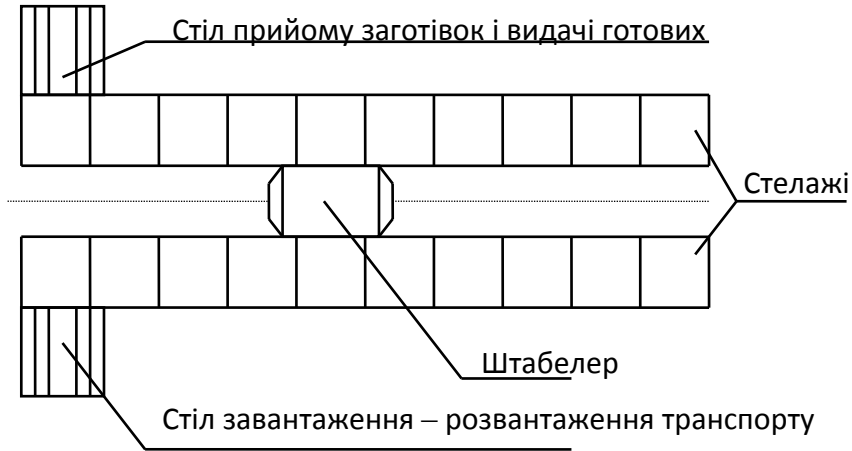 Стіл прийому заготівок і видачі готових
Стелажі
Штабелер
Стіл завантаження – розвантаження транспорту